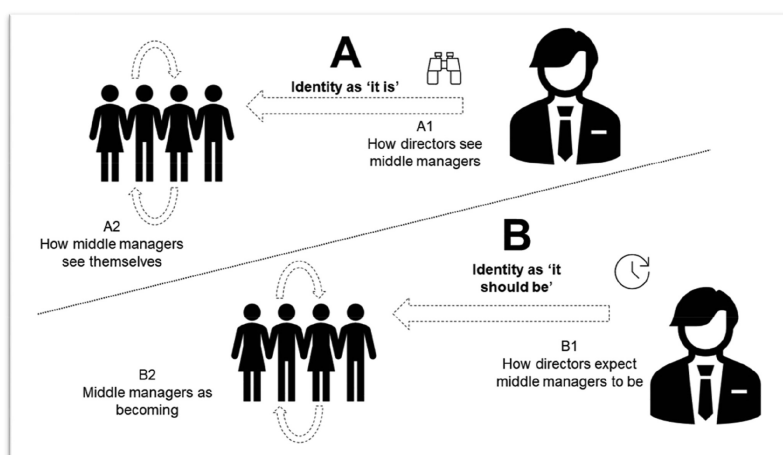 A
Identity as ‘it is’
A1
How directors see
middle managers
A2
How middle managers
see themselves
B
Identity as ‘it
should be’
B1
How directors expect
middle managers to be
B2
Middle managers as
becoming